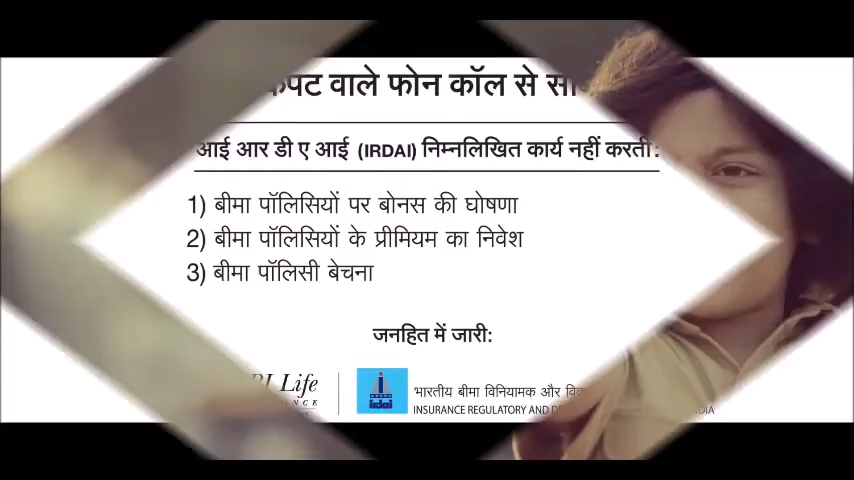 वाले फोन कॉल से
आई आर डी ए आई (IRDAI) निम्नलिखित कार्य नहीं करती:
1) बीमा पॉलिसियों पर बोनस की घोषणा
2) बीमा पॉलिसियों के प्रीमियम का निवेश
3) बीमा पॉलिसी बेचना
जनहित में जारी:
Life
irdai
भारतीय बीमा विनियामक और
INSURANCE REGULATORY AND